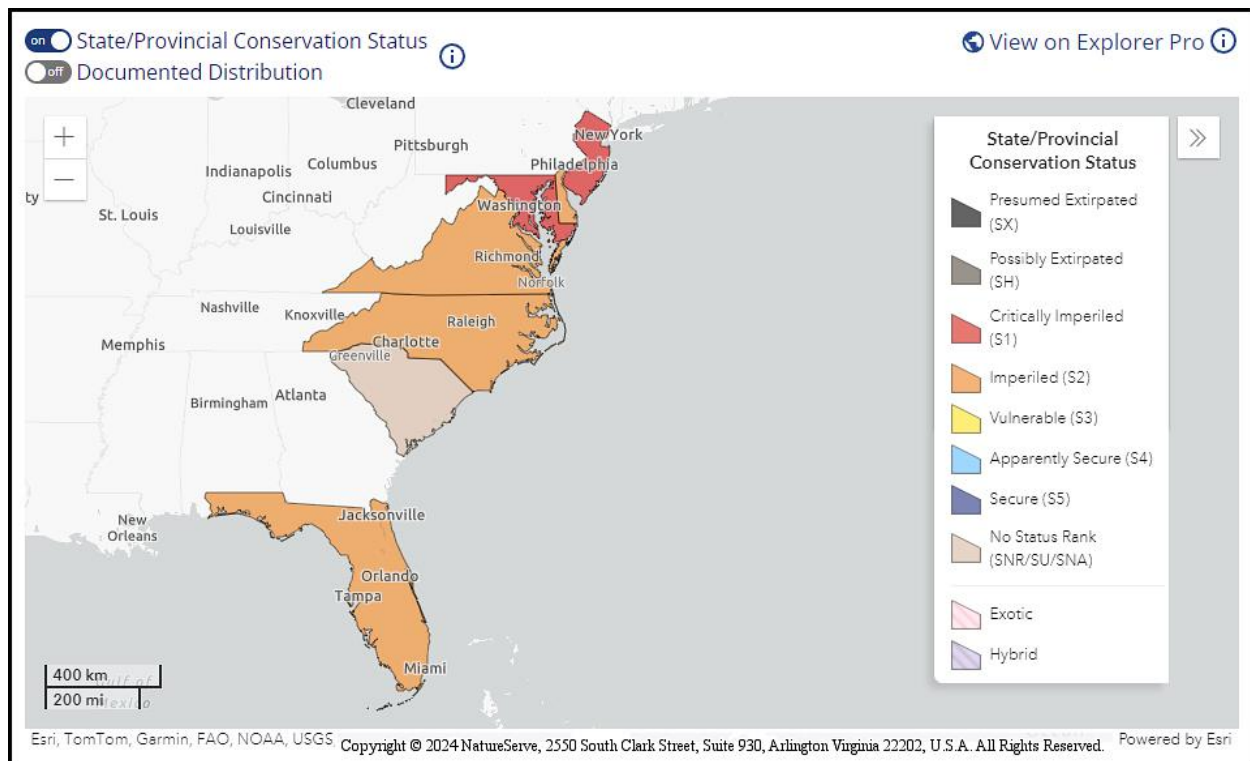 on State/Provincial Conservation Status
off Documented Distribution
View on Explorer Pro
Cleveland
New York
Pittsburgh
Philadelphia
Columbus
Indianapolis
Cincinnati
Washington
ty
St. Louis
Louisville
Richmond
Norfolk
Nashville
Knoxville
Raleigh
Memphis
Charlotte
Greenville
Atlanta
Birmingham
New
Orleans
Jacksonville
Orlando
Tampa
Miami
400 km
Gulf of
200 mi
Mexico
State/Provincial
Conservation Status
Presumed Extirpated
(SX)
Possibly Extirpated
(SH)
Critically Imperiled
(S1)
Imperiled (S2)
Vulnerable (S3)
Apparently Secure (S4)
Secure (S5)
No Status Rank
(SNR/SU/SNA)
Exotic
Hybrid
Esri, TomTom, Garmin, FAO, NOAA, USGS
Copyright © 2024 NatureServe, 2550 South Clark Street, Suite 930, Arlington Virginia 22202, U.S.A. All Rights Reserved.
Powered by Esri